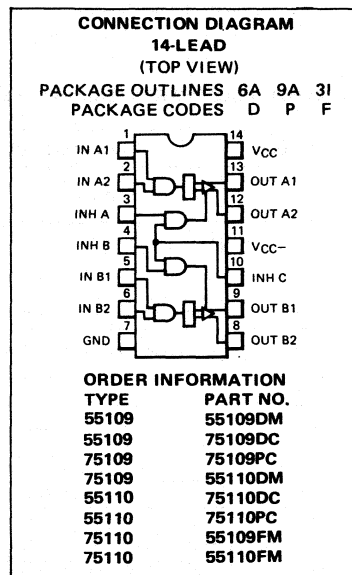 CONNECTION DIAGRAM
14-LEAD
(TOP VIEW)
PACKAGE OUTLINES 6A 9A 3I
PACKAGE CODES D P F
1 14
IN A1 VCC
2 13
IN A2 OUT A1
3 12
INH A OUT A2
4 11
INH B VCC–
5 10
IN B1 INH C
6 9
IN B2 OUT B1
7 8
GND OUT B2
ORDER INFORMATION
TYPE PART NO.
55109 55109DM
55109 75109DC
75109 75109PC
75109 55110DM
55110 75110DC
55110 75110PC
75110 55109FM
75110 55110FM